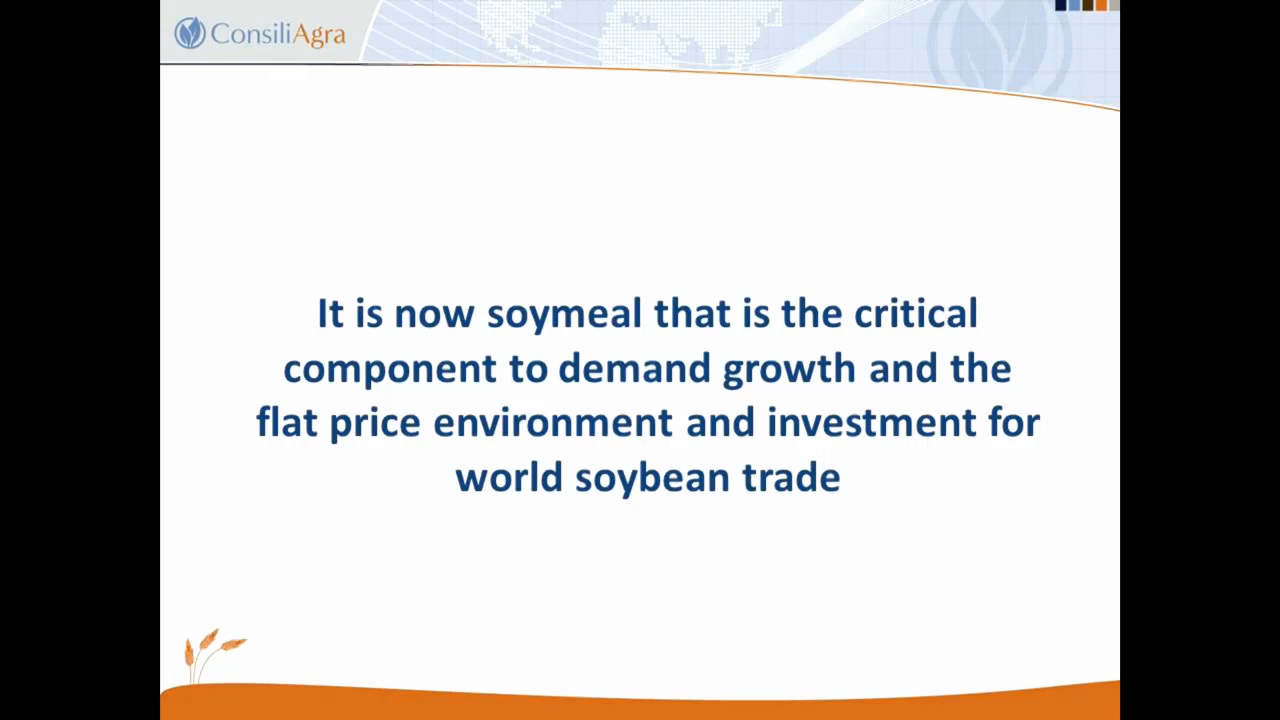 ConsiliAgra
It is now soymeal that is the critical
component to demand growth and the
flat price environment and investment for
world soybean trade